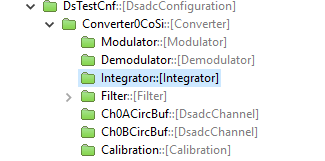 DsTestCnf::[DsadcConfiguration]
Converter0CoSi::[Converter]
Modulator::[Modulator]
Demodulator::[Demodulator]
Integrator::[Integrator]
Filter::[Filter]
Ch0ACircBuf::[DsadcChannel]
Ch0BCircBuf::[DsadcChannel]
Calibration::[Calibration]